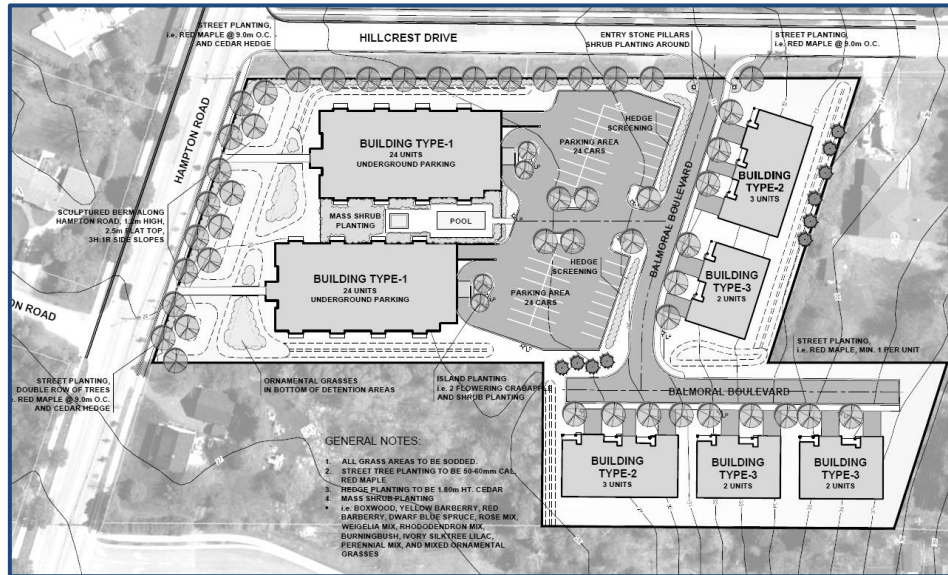 STREET PLANTING,
i.e. RED MAPLE @ 9.0m O.C.
AND CEDAR HEDGE
HILLCREST DRIVE
ENTRY STONE PILLARS
SHRUB PLANTING AROUND
STREET PLANTING,
i.e. RED MAPLE @ 9.0m O.C.
HAMPTON ROAD
HEDGE
SCREENING
PARKING AREA
24 CARS
BUILDING TYPE-1
24 UNITS
UNDERGROUND PARKING
BUILDING
TYPE-2
3 UNITS
BALMORAL BOULEVARD
SCULPTURED BERM ALONG
HAMPTON ROAD, 1.2m HIGH,
2.5m FLAT TOP,
3H:1R SIDE SLOPES
MASS SHRUB
PLANTING
POOL
BUILDING TYPE-1
24 UNITS
UNDERGROUND PARKING
HEDGE
SCREENING
PARKING AREA
24 CARS
BUILDING
TYPE-3
2 UNITS
ON ROAD
STREET PLANTING,
i.e. RED MAPLE, MIN. 1 PER UNIT
STREET PLANTING,
DOUBLE ROW OF TREES
. RED MAPLE @ 9.0m O.C.
AND CEDAR HEDGE
ORNAMENTAL GRASSES
IN BOTTOM OF DETENTION AREAS
ISLAND PLANTING
i.e. 2 FLOWERING CRABAPPLE
AND SHRUB PLANTING
BALMORAL BOULEVARD
BUILDING
TYPE-2
3 UNITS
BUILDING
TYPE-3
2 UNITS
BUILDING
TYPE-3
2 UNITS
GENERAL NOTES:
1. ALL GRASS AREAS TO BE SODDED.
2. STREET TREE PLANTING TO BE 50-60mm CAL.
RED MAPLE
3. HEDGE PLANTING TO BE 1.80m HT. CEDAR
4. MASS SHRUB PLANTING
• i.e. BOXWOOD, YELLOW BARBERRY, RED
BARBERRY, DWARF BLUE SPRUCE, ROSE MIX,
WEIGELIA MIX, RHODODENDRON MIX,
BURNINGBUSH, IVORY SILKTREE LILAC,
PERENNIAL MIX, AND MIXED ORNAMENTAL
GRASSES